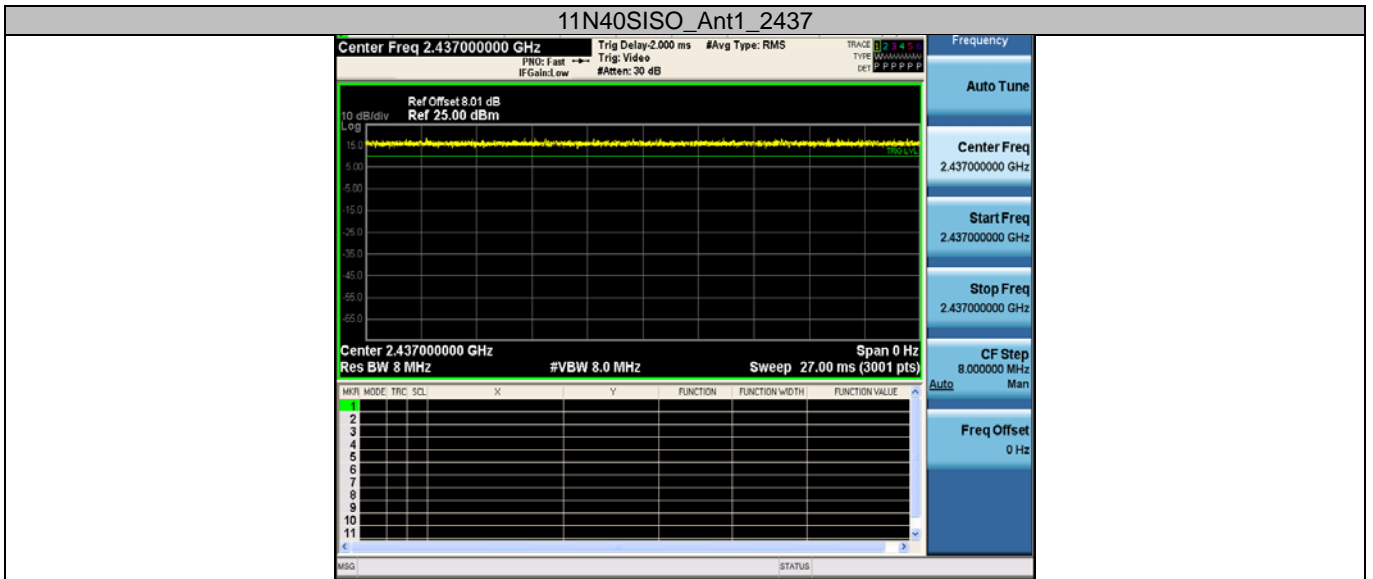 11N40SISO_Ant1_2437
Center Freq 2.437000000 GHz
PNO: Fast
IFGain:Low
Trig Delay-2.000 ms
Trig: Video
#Atten: 30 dB
#Avg Type: RMS
TRACE 1 2 3 4 5 6
TYPE
DET P P P P P P
Frequency
Auto Tune
Center Freq
2.437000000 GHz
Start Freq
2.437000000 GHz
Stop Freq
2.437000000 GHz
CF Step
8.000000 MHz
Auto Man
Freq Offset
0 Hz
Ref Offset 8.01 dB
10 dB/div Ref 25.00 dBm
Log
15.0
TRIG LVL
5.00
-5.00
-15.0
-25.0
-35.0
-45.0
-55.0
-65.0
Center 2.437000000 GHz Span 0 Hz
Res BW 8 MHz #VBW 8.0 MHz Sweep 27.00 ms (3001 pts)
MKR MODE TRC SCL X Y FUNCTION FUNCTION WIDTH FUNCTION VALUE
1
2
3
4
5
6
7
8
9
10
11
MSG STATUS